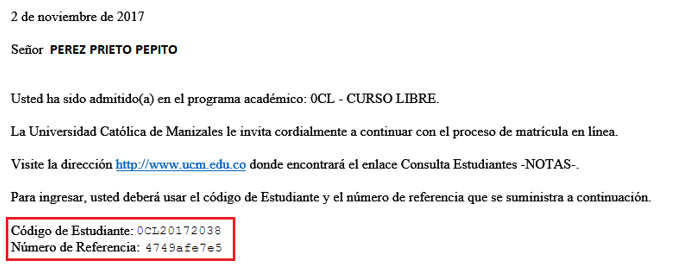 2 de noviembre de 2017
Señor PEREZ PRIETO PEPITO
Usted ha sido admitido(a) en el programa académico: 0CL - CURSO LIBRE.
La Universidad Católica de Manizales le invita cordialmente a continuar con el proceso de matrícula en línea.
Visite la dirección http://www.ucm.edu.co donde encontrará el enlace Consulta Estudiantes -NOTAS-.
Para ingresar, usted deberá usar el código de Estudiante y el número de referencia que se suministra a continuación.
Código de Estudiante: 0CL20172038
Número de Referencia: 4749afe7e5